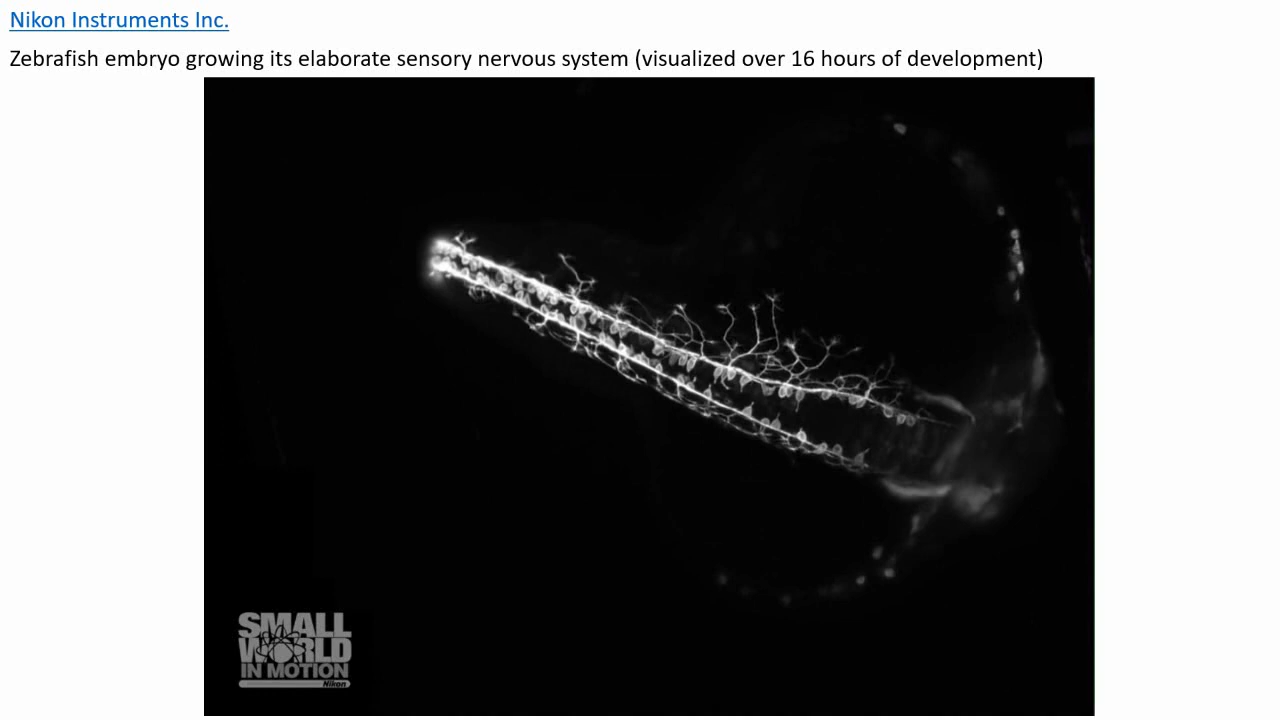 Nikon Instruments Inc.
Zebrafish embryo growing its elaborate sensory nervous system (visualized over 16 hours of development)
SMALL
WORLD
IN MOTION
Nikon